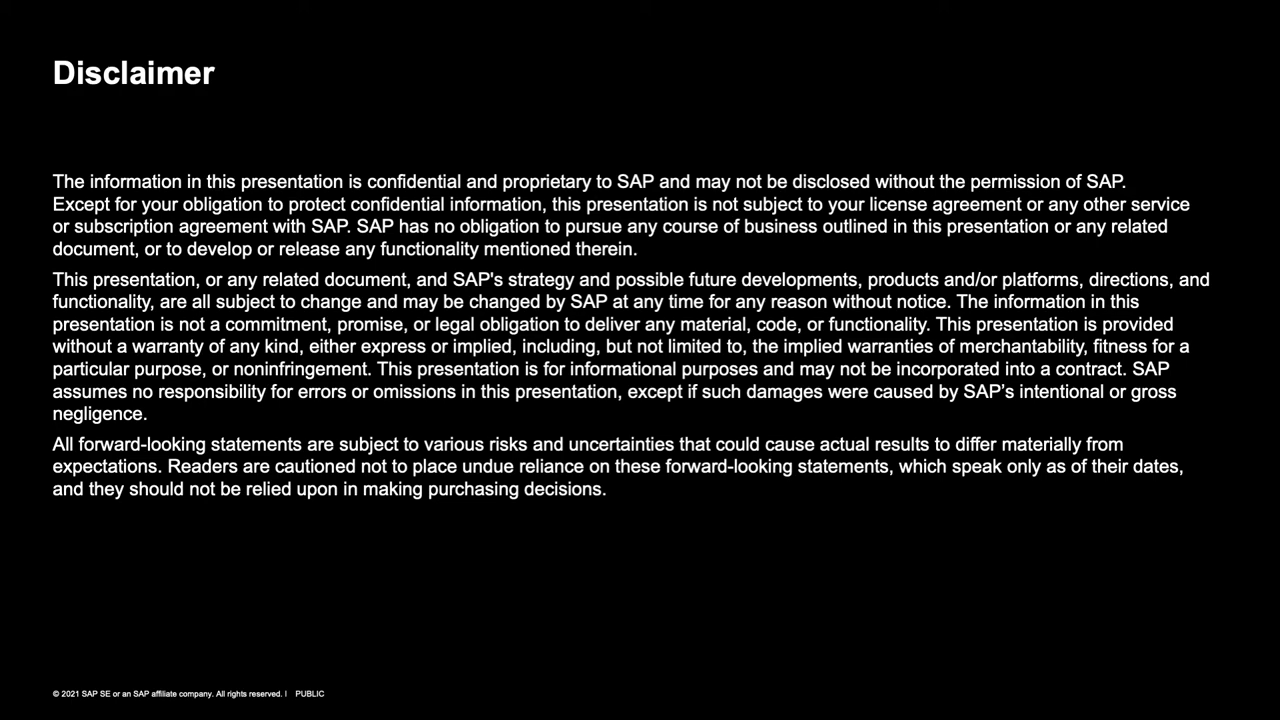 Disclaimer
The information in this presentation is confidential and proprietary to SAP and may not be disclosed without the permission of SAP.
Except for your obligation to protect confidential information, this presentation is not subject to your license agreement or any other service
or subscription agreement with SAP. SAP has no obligation to pursue any course of business outlined in this presentation or any related
document, or to develop or release any functionality mentioned therein.
This presentation, or any related document, and SAP's strategy and possible future developments, products and/or platforms, directions, and
functionality, are all subject to change and may be changed by SAP at any time for any reason without notice. The information in this
presentation is not a commitment, promise, or legal obligation to deliver any material, code, or functionality. This presentation is provided
without a warranty of any kind, either express or implied, including, but not limited to, the implied warranties of merchantability, fitness for a
particular purpose, or noninfringement. This presentation is for informational purposes and may not be incorporated into a contract. SAP
assumes no responsibility for errors or omissions in this presentation, except if such damages were caused by SAP’s intentional or gross
negligence.
All forward-looking statements are subject to various risks and uncertainties that could cause actual results to differ materially from
expectations. Readers are cautioned not to place undue reliance on these forward-looking statements, which speak only as of their dates,
and they should not be relied upon in making purchasing decisions.
© 2021 SAP SE or an SAP affiliate company. All rights reserved. | PUBLIC